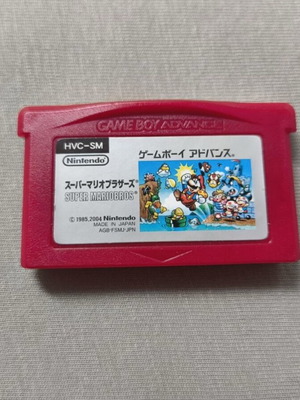 GAME BOY ADVANCE
HVC-SM
Nintendo
ゲームボーイ アドバンス®
スーパーマリオブラザーズ®
SUPER MARIOBROS.®
© 1985,2004 Nintendo
MADE IN JAPAN
AGB-FSMJ-JPN